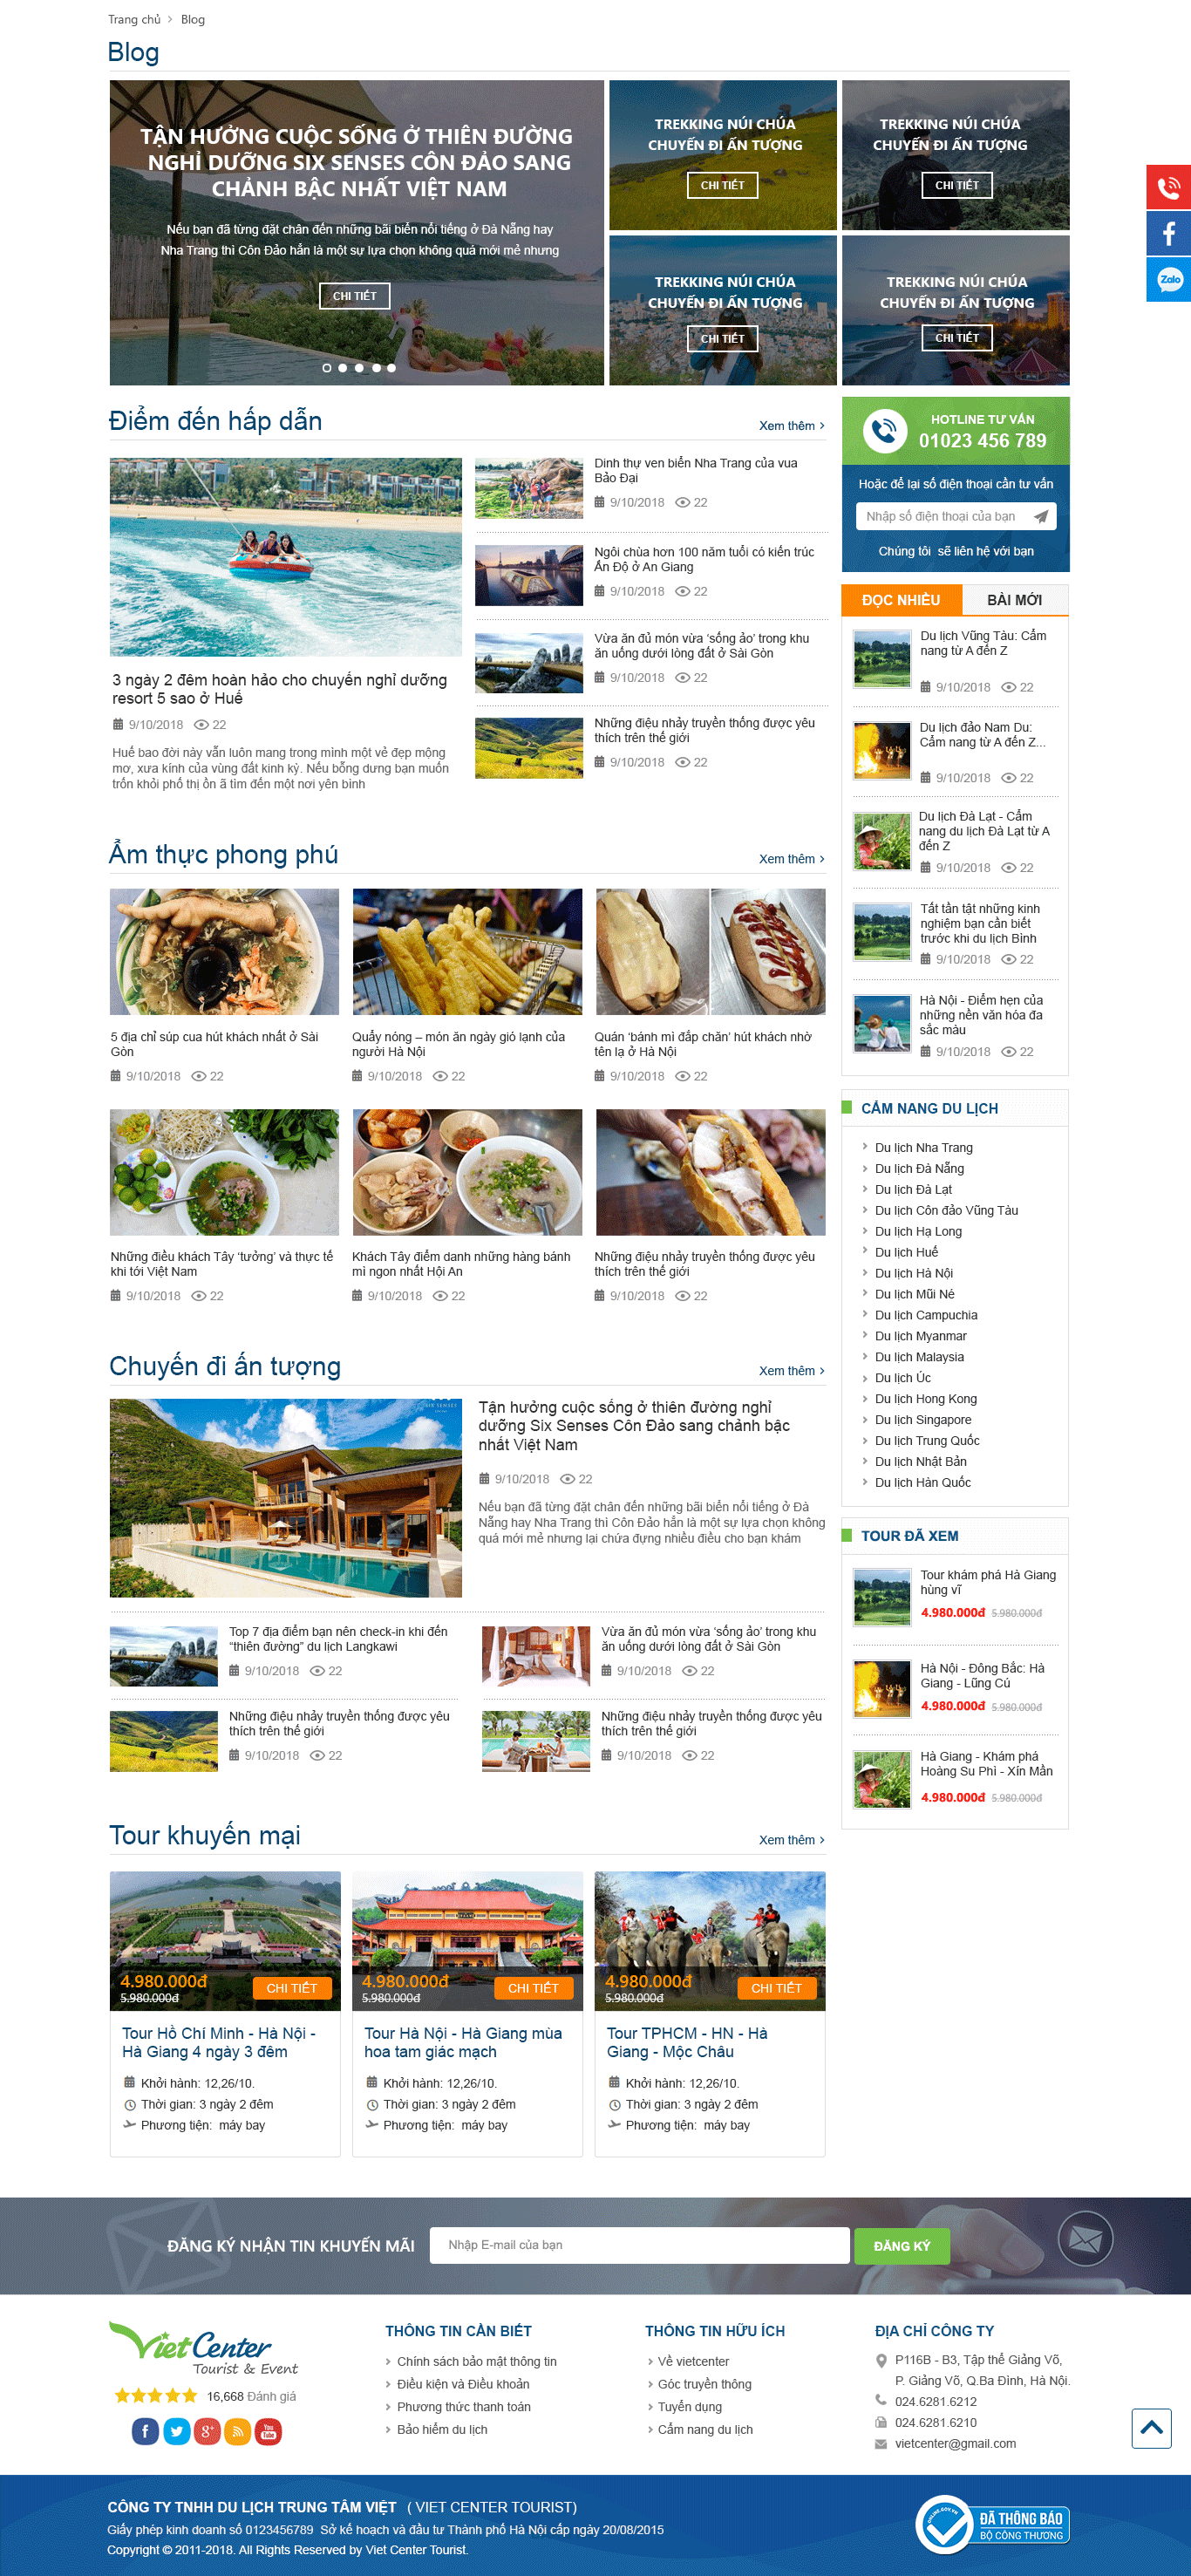 Trang chủ > Blog
Blog
TẬN HƯỞNG CUỘC SỐNG Ở THIÊN ĐƯỜNG
NGHỈ DƯỠNG SIX SENSES CÔN ĐẢO SANG
CHẢNH BẬC NHẤT VIỆT NAM
Nếu bạn đã từng đặt chân đến những bãi biển nổi tiếng ở Đà Nẵng hay
Nha Trang thì Côn Đảo hẳn là một sự lựa chọn không quá mới mẻ nhưng
CHI TIẾT
TREKKING NÚI CHÚA
CHUYẾN ĐI ẤN TƯỢNG
CHI TIẾT
TREKKING NÚI CHÚA
CHUYẾN ĐI ẤN TƯỢNG
CHI TIẾT
TREKKING NÚI CHÚA
CHUYẾN ĐI ẤN TƯỢNG
CHI TIẾT
TREKKING NÚI CHÚA
CHUYẾN ĐI ẤN TƯỢNG
CHI TIẾT
Zalo
Điểm đến hấp dẫn
Xem thêm >
3 ngày 2 đêm hoàn hảo cho chuyến nghỉ dưỡng
resort 5 sao ở Huế
9/10/2018 22
Huế bao đời này vẫn luôn mang trong mình một vẻ đẹp mộng
mơ, xưa kính của vùng đất kinh kỳ. Nếu bỗng dưng bạn muốn
trốn khỏi phố thị ồn ã tìm đến một nơi yên bình
Dinh thự ven biển Nha Trang của vua
Bảo Đại
9/10/2018 22
Ngôi chùa hơn 100 năm tuổi có kiến trúc
Ấn Độ ở An Giang
9/10/2018 22
Vừa ăn đủ món vừa ‘sống ảo’ trong khu
ăn uống dưới lòng đất ở Sài Gòn
9/10/2018 22
Những điệu nhảy truyền thống được yêu
thích trên thế giới
9/10/2018 22
Ẩm thực phong phú
Xem thêm >
5 địa chỉ súp cua hút khách nhất ở Sài
Gòn
9/10/2018 22
Quẩy nóng – món ăn ngày gió lạnh của
người Hà Nội
9/10/2018 22
Quán ‘bánh mì đắp chăn’ hút khách nhờ
tên lạ ở Hà Nội
9/10/2018 22
Những điều khách Tây ‘tưởng’ và thực tế
khi tới Việt Nam
9/10/2018 22
Khách Tây điểm danh những hàng bánh
mì ngon nhất Hội An
9/10/2018 22
Những điệu nhảy truyền thống được yêu
thích trên thế giới
9/10/2018 22
Chuyến đi ấn tượng
Xem thêm >
Tận hưởng cuộc sống ở thiên đường nghỉ
dưỡng Six Senses Côn Đảo sang chảnh bậc
nhất Việt Nam
9/10/2018 22
Nếu bạn đã từng đặt chân đến những bãi biển nổi tiếng ở Đà
Nẵng hay Nha Trang thì Côn Đảo hẳn là một sự lựa chọn không
quá mới mẻ nhưng lại chứa đựng nhiều điều cho bạn khám
Top 7 địa điểm bạn nên check-in khi đến
“thiên đường” du lịch Langkawi
9/10/2018 22
Vừa ăn đủ món vừa ‘sống ảo’ trong khu
ăn uống dưới lòng đất ở Sài Gòn
9/10/2018 22
Những điệu nhảy truyền thống được yêu
thích trên thế giới
9/10/2018 22
Những điệu nhảy truyền thống được yêu
thích trên thế giới
9/10/2018 22
Tour khuyến mại
Xem thêm >
4.980.000đ
5.980.000đ
CHI TIẾT
Tour Hồ Chí Minh - Hà Nội -
Hà Giang 4 ngày 3 đêm
Khởi hành: 12,26/10.
Thời gian: 3 ngày 2 đêm
Phương tiện: máy bay
4.980.000đ
5.980.000đ
CHI TIẾT
Tour Hà Nội - Hà Giang mùa
hoa tam giác mạch
Khởi hành: 12,26/10.
Thời gian: 3 ngày 2 đêm
Phương tiện: máy bay
4.980.000đ
5.980.000đ
CHI TIẾT
Tour TPHCM - HN - Hà
Giang - Mộc Châu
Khởi hành: 12,26/10.
Thời gian: 3 ngày 2 đêm
Phương tiện: máy bay
HOTLINE TƯ VẤN
01023 456 789
Hoặc để lại số điện thoại cần tư vấn
Nhập số điện thoại của bạn
Chúng tôi sẽ liên hệ với bạn
ĐỌC NHIỀU
BÀI MỚI
Du lịch Vũng Tàu: Cẩm
nang từ A đến Z
9/10/2018 22
Du lịch đảo Nam Du:
Cẩm nang từ A đến Z...
9/10/2018 22
Du lịch Đà Lạt - Cẩm
nang du lịch Đà Lạt từ A
đến Z
9/10/2018 22
Tất tần tật những kinh
nghiệm bạn cần biết
trước khi du lịch Bình
9/10/2018 22
Hà Nội - Điểm hẹn của
những nền văn hóa đa
sắc màu
9/10/2018 22
CẨM NANG DU LỊCH
Du lịch Nha Trang
Du lịch Đà Nẵng
Du lịch Đà Lạt
Du lịch Côn đảo Vũng Tàu
Du lịch Hạ Long
Du lịch Huế
Du lịch Hà Nội
Du lịch Mũi Né
Du lịch Campuchia
Du lịch Myanmar
Du lịch Malaysia
Du lịch Úc
Du lịch Hong Kong
Du lịch Singapore
Du lịch Trung Quốc
Du lịch Nhật Bản
Du lịch Hàn Quốc
TOUR ĐÃ XEM
Tour khám phá Hà Giang
hùng vĩ
4.980.000đ 5.980.000đ
Hà Nội - Đông Bắc: Hà
Giang - Lũng Cú
4.980.000đ 5.980.000đ
Hà Giang - Khám phá
Hoàng Su Phì - Xín Mần
4.980.000đ 5.980.000đ
ĐĂNG KÝ NHẬN TIN KHUYẾN MÃI
Nhập E-mail của bạn
ĐĂNG KÝ
VietCenter
Tourist & Event
16,668 Đánh giá
You Tube
THÔNG TIN CẦN BIẾT
Chính sách bảo mật thông tin
Điều kiện và Điều khoản
Phương thức thanh toán
Bảo hiểm du lịch
THÔNG TIN HỮU ÍCH
Về vietcenter
Góc truyền thông
Tuyển dụng
Cẩm nang du lịch
ĐỊA CHỈ CÔNG TY
P116B - B3, Tập thể Giảng Võ,
P. Giảng Võ, Q.Ba Đình, Hà Nội.
024.6281.6212
024.6281.6210
vietcenter@gmail.com
CÔNG TY TNHH DU LỊCH TRUNG TÂM VIỆT ( VIET CENTER TOURIST)
Giấy phép kinh doanh số 0123456789 Sở kế hoạch và đầu tư Thành phố Hà Nội cấp ngày 20/08/2015
Copyright © 2011-2018. All Rights Reserved by Viet Center Tourist.
ONLINE.GOV.VN
ĐÃ THÔNG BÁO
BỘ CÔNG THƯƠNG